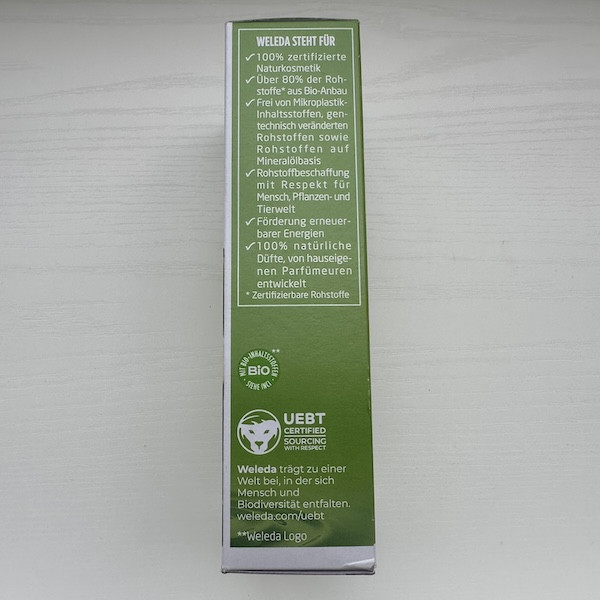 WELEDA STEHT FÜR
✓ 100% zertifizierte
Naturkosmetik
✓ Über 80% der Roh-
stoffe* aus Bio-Anbau
✓ Frei von Mikroplastik-
Inhaltsstoffen, gen-
technisch veränderten
Rohstoffen sowie
Rohstoffen auf
Mineralölbasis
✓ Rohstoffbeschaffung
mit Respekt für
Mensch, Pflanzen- und
Tierwelt
✓ Förderung erneuer-
barer Energien
✓ 100% natürliche
Düfte, von hauseige-
nen Parfümeuren
entwickelt
* Zertifizierbare Rohstoffe
MIT BIO-INHALTSSTOFFEN
BIO
- SIEHE INCI -
**
UEBT
CERTIFIED
SOURCING
WITH RESPECT
Weleda trägt zu einer
Welt bei, in der sich
Mensch und
Biodiversität entfalten.
weleda.com/uebt
**Weleda Logo